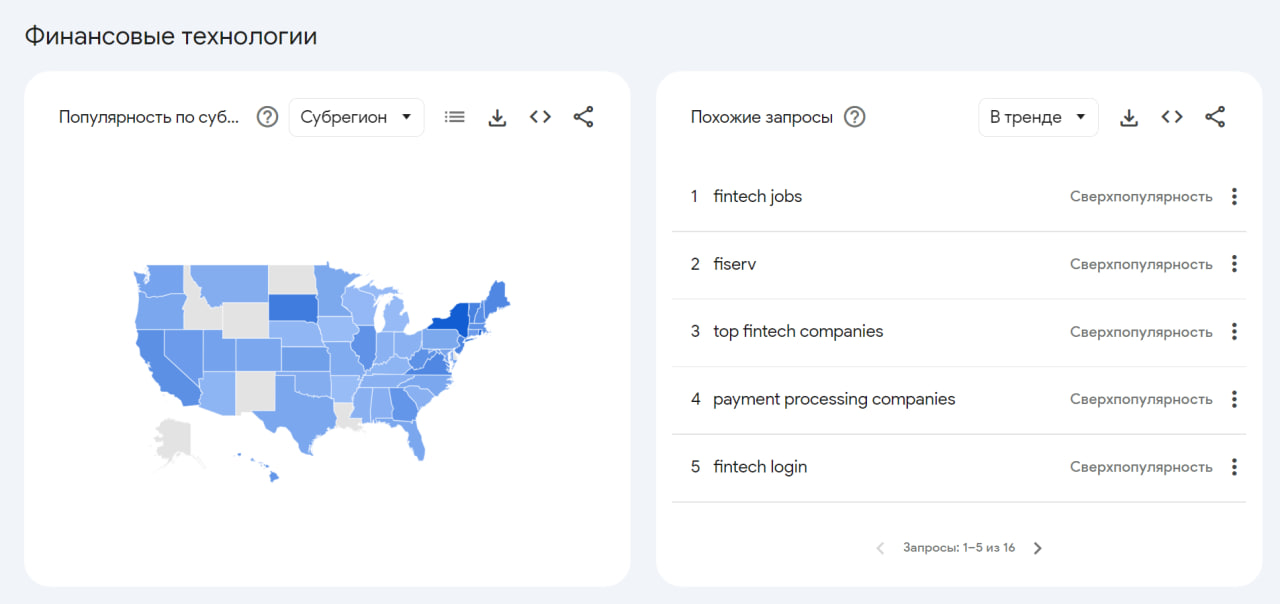 Финансовые технологии
Популярность по суб...
Субрегион
Похожие запросы
В тренде
1 fintech jobs Сверхпопулярность
2 fiserv Сверхпопулярность
3 top fintech companies Сверхпопулярность
4 payment processing companies Сверхпопулярность
5 fintech login Сверхпопулярность
Запросы: 1–5 из 16